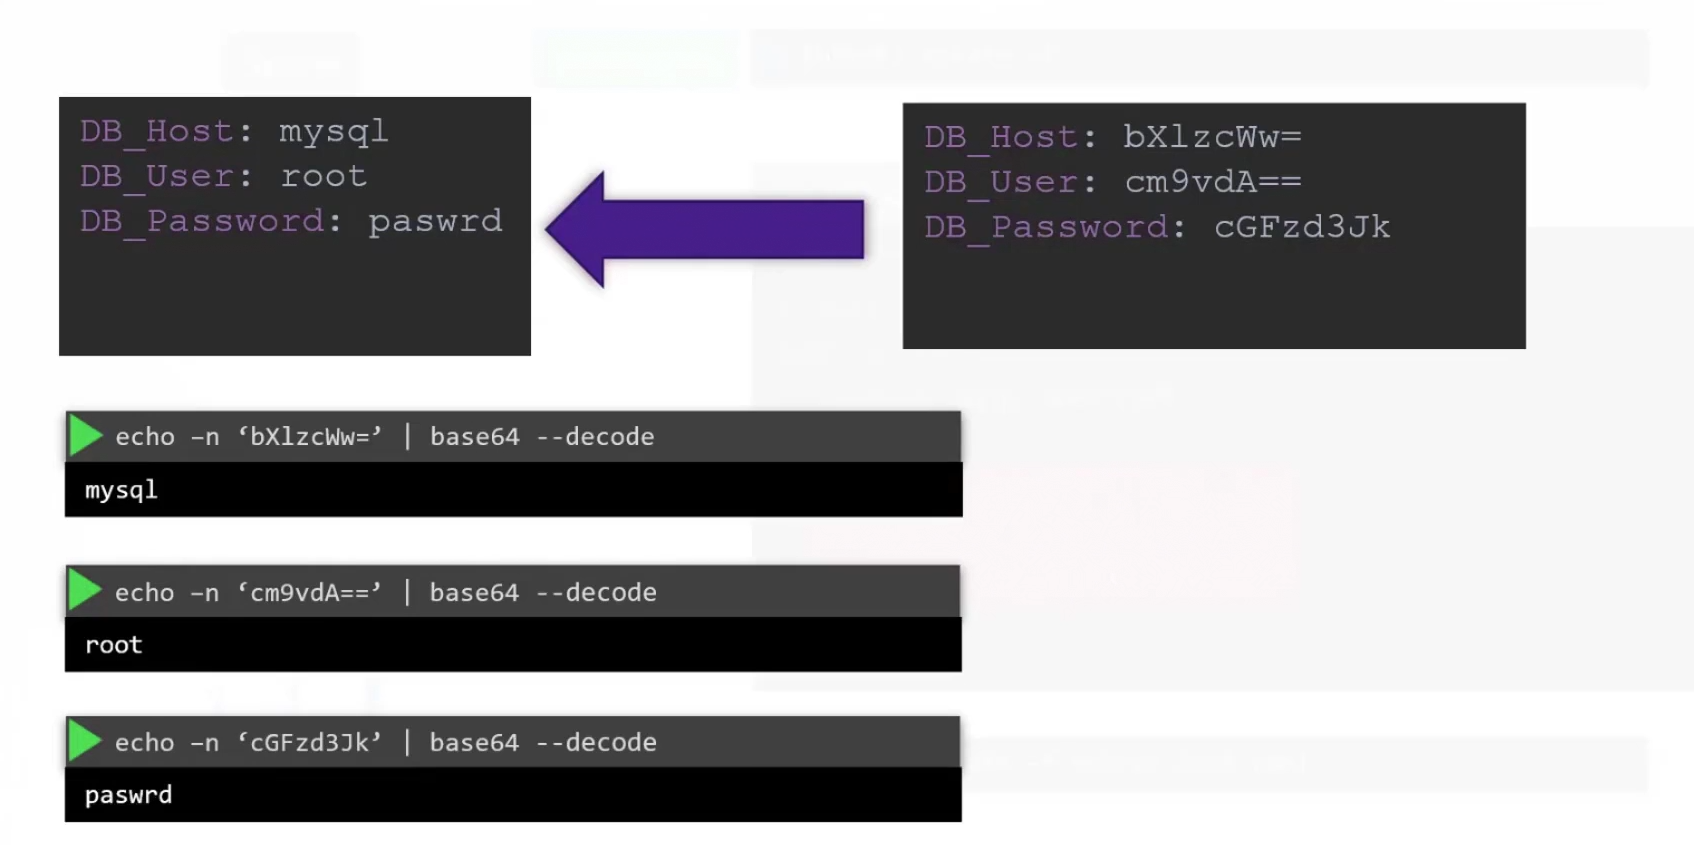 DB_Host: mysql
DB_User: root
DB_Password: paswrd
DB_Host: bXlzcWw=
DB_User: cm9vdA==
DB_Password: cGFzd3Jk
echo –n ‘bXlzcWw=’ | base64 --decode
mysql
echo –n ‘cm9vdA==’ | base64 --decode
root
echo –n ‘cGFzd3Jk’ | base64 --decode
paswrd